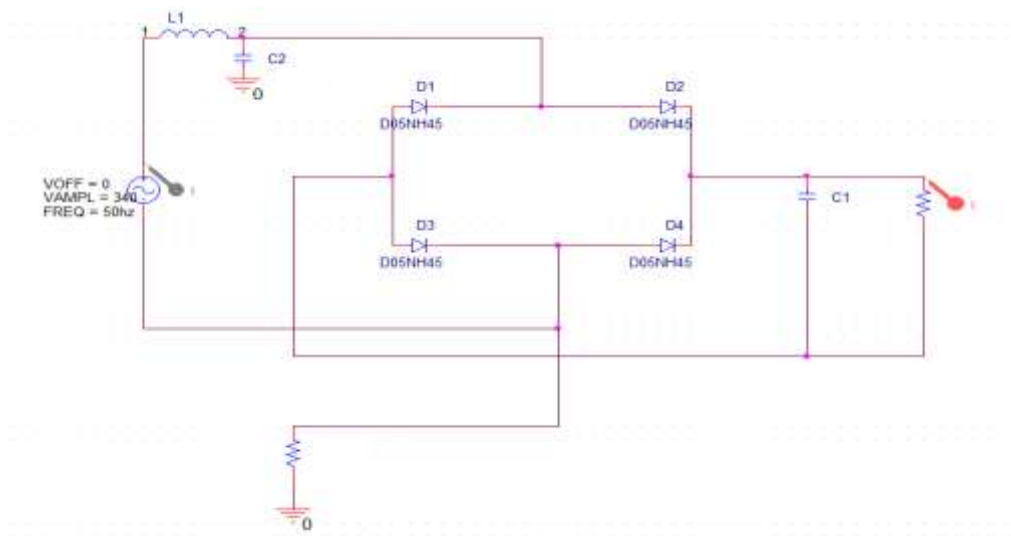 L1
1
2
C2
0
D1
D2
D05NH45
D05NH45
VOFF = 0
VAMPL = 340
FREQ = 50hz
C1
D3
D4
D05NH45
D05NH45
0